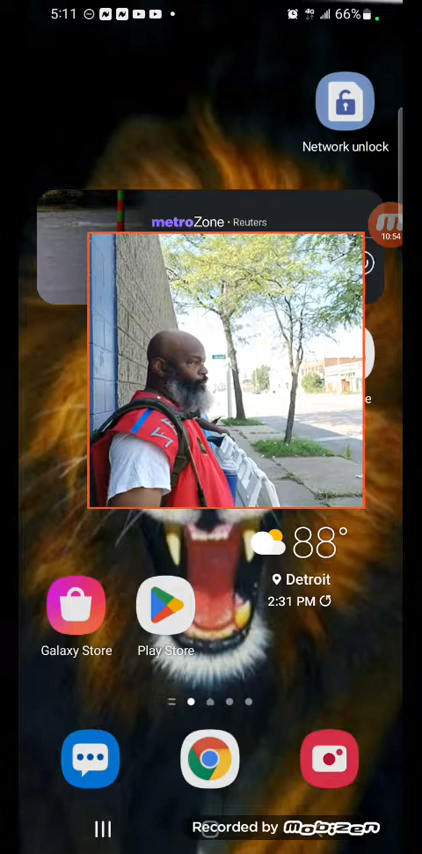 5:11
4G
66%
Network unlock
metroZone • Reuters
10:54
e
88°
Detroit
2:31 PM
Galaxy Store
Play Store
Recorded by MOBIZEN